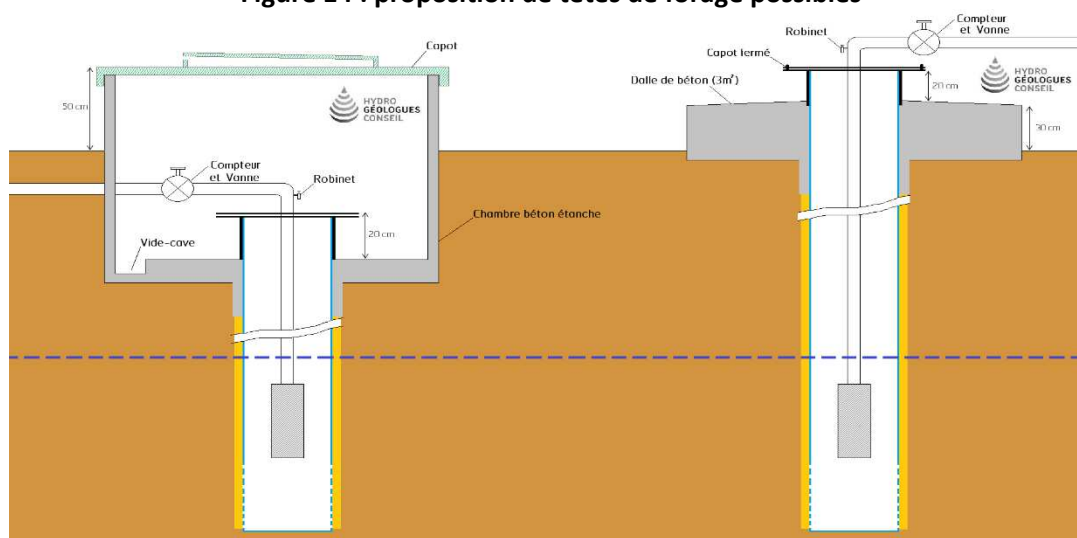 Figure 14 : proposition de têtes de forage possibles
Capot
50 cm
HYDRO
GÉOLOGUES
CONSEIL
Compteur
et Vanne
Robinet
20 cm
Chambre béton étanche
Vide-cave
Compteur
et Vanne
Robinet
Capot fermé
Dalle de béton (3m²)
20 cm
HYDRO
GÉOLOGUES
CONSEIL
30 cm